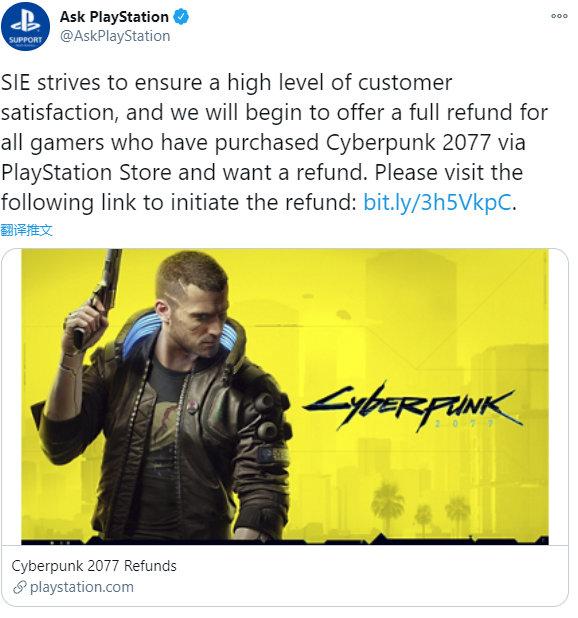 Ask PlayStation
@AskPlayStation
SUPPORT
SIE strives to ensure a high level of customer
satisfaction, and we will begin to offer a full refund for
all gamers who have purchased Cyberpunk 2077 via
PlayStation Store and want a refund. Please visit the
following link to initiate the refund: bit.ly/3h5VkpC.
翻译推文
CYBERPUNK
2077
Cyberpunk 2077 Refunds
playstation.com